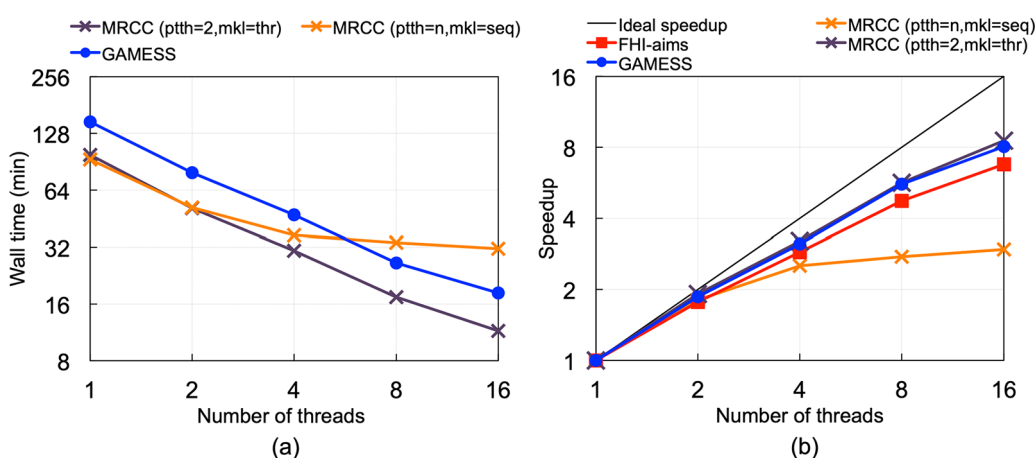 MRCC (ptth=2,mkl=thr)
MRCC (ptth=n,mkl=seq)
GAMESS
256
128
64
32
16
8
Wall time (min)
1
2
4
8
16
Number of threads
(a)
Ideal speedup
MRCC (ptth=n,mkl=seq)
FHI-aims
MRCC (ptth=2,mkl=thr)
GAMESS
16
8
4
2
1
Speedup
1
2
4
8
16
Number of threads
(b)